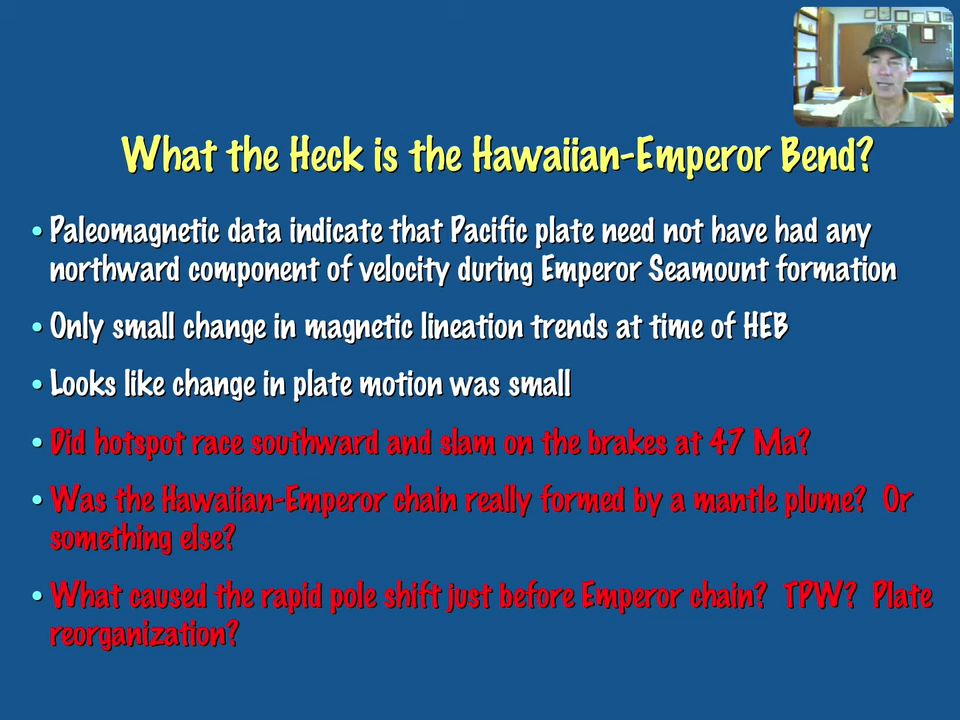 What the Heck is the Hawaiian-Emperor Bend?
• Paleomagnetic data indicate that Pacific plate need not have had any
northward component of velocity during Emperor Seamount formation
• Only small change in magnetic lineation trends at time of HEB
• Looks like change in plate motion was small
• Did hotspot race southward and slam on the brakes at 47 Ma?
• Was the Hawaiian-Emperor chain really formed by a mantle plume? Or
something else?
• What caused the rapid pole shift just before Emperor chain? TPW? Plate
reorganization?